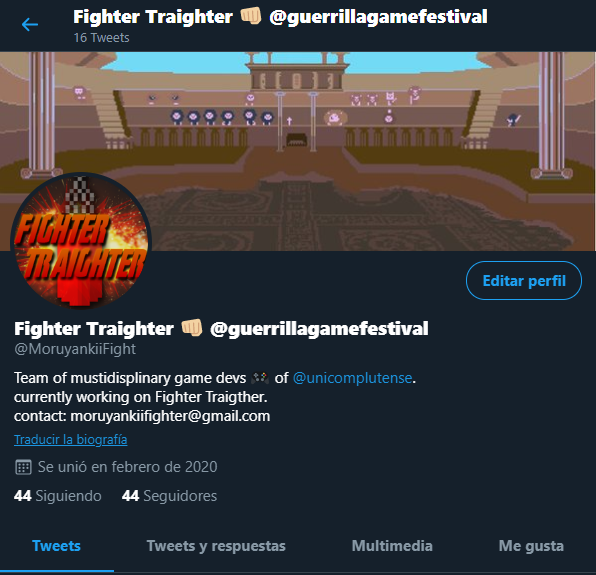 Fighter Traighter 👊🏼 @guerrillagamefestival
16 Tweets
FIGHTER
TRAIGHTER
Editar perfil
Fighter Traighter 👊🏼 @guerrillagamefestival
@MoruyankiiFight
Team of mustidisplinary game devs 🎮 of @unicomplutense.
currently working on Fighter Traigther.
contact: moruyankiifighter@gmail.com
Traducir la biografía
Se unió en febrero de 2020
44 Siguiendo 44 Seguidores
Tweets Tweets y respuestas Multimedia Me gusta